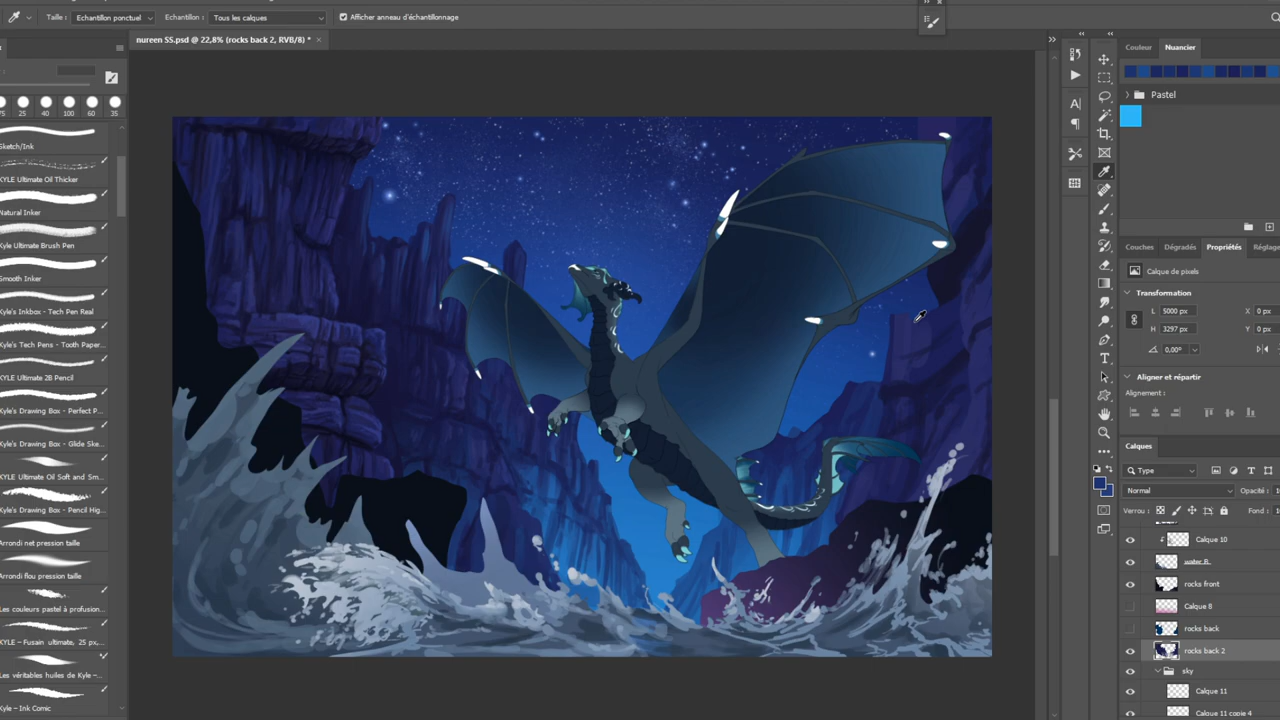 Taille : Echantillon ponctuel Echantillon : Tous les calques Afficher anneau d'échantillonnage
nureen SS.psd @ 22,8% (rocks back 2, RVB/8) * ×
25 40 100 60 35
Sketch/Ink
KYLE Ultimate Oil Thicker
Natural Inker
Kyle Ultimate Brush Pen
Smooth Inker
Kyle's Inkbox - Tech Pen Real
Kyle's Tech Pens - Tooth Paper...
KYLE Ultimate 2B Pencil
Kyle's Drawing Box - Perfect P...
Kyle's Drawing Box - Glide Ske...
KYLE Ultimate Oil Soft and Sm...
Kyle's Drawing Box - Pencil Hig...
Arrondi net pression taille
Arrondi flou pression taille
Les couleurs pastel à profusion...
KYLE – Fusain ultimate, 25 px,...
Les véritables huiles de Kyle –...
Kyle – Ink Comic
Couleur Nuancier
Pastel
Couches Dégradés Propriétés Réglage
Calque de pixels
Transformation
L 5000 px X 0 px
H 3297 px Y 0 px
0,00°
Aligner et répartir
Alignement :
Calques
Type
Normal Opacité :
Verrou : Fond :
Calque 10
water B.
rocks front
Calque 8
rocks back
rocks back 2
sky
Calque 11
Calque 11 copie 4